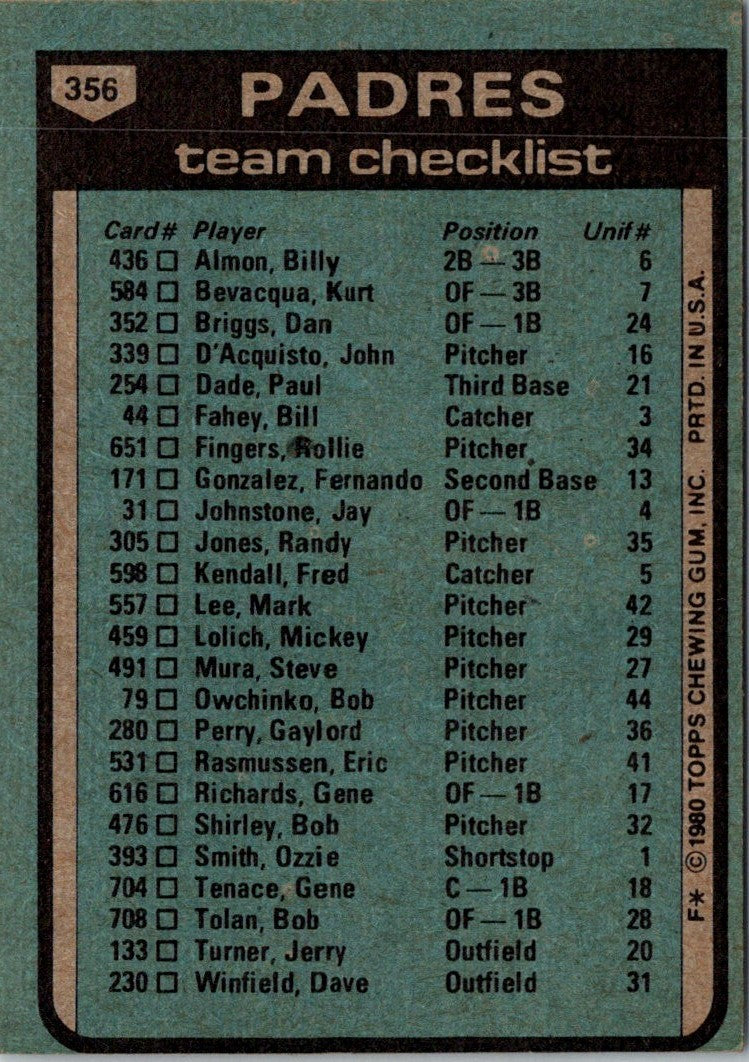 356
PADRES
team checklist
Card# Player Position Unif#
436 □ Almon, Billy 2B — 3B 6
584 □ Bevacqua, Kurt OF — 3B 7
352 □ Briggs, Dan OF — 1B 24
339 □ D'Acquisto, John Pitcher 16
254 □ Dade, Paul Third Base 21
44 □ Fahey, Bill Catcher 3
651 □ Fingers, Rollie Pitcher 34
171 □ Gonzalez, Fernando Second Base 13
31 □ Johnstone, Jay OF — 1B 4
305 □ Jones, Randy Pitcher 35
598 □ Kendall, Fred Catcher 5
557 □ Lee, Mark Pitcher 42
459 □ Lolich, Mickey Pitcher 29
491 □ Mura, Steve Pitcher 27
79 □ Owchinko, Bob Pitcher 44
280 □ Perry, Gaylord Pitcher 36
531 □ Rasmussen, Eric Pitcher 41
616 □ Richards, Gene OF — 1B 17
476 □ Shirley, Bob Pitcher 32
393 □ Smith, Ozzie Shortstop 1
704 □ Tenace, Gene C — 1B 18
708 □ Tolan, Bob OF — 1B 28
133 □ Turner, Jerry Outfield 20
230 □ Winfield, Dave Outfield 31
F* © 1980 TOPPS CHEWING GUM, INC. PRTD. IN U.S.A.